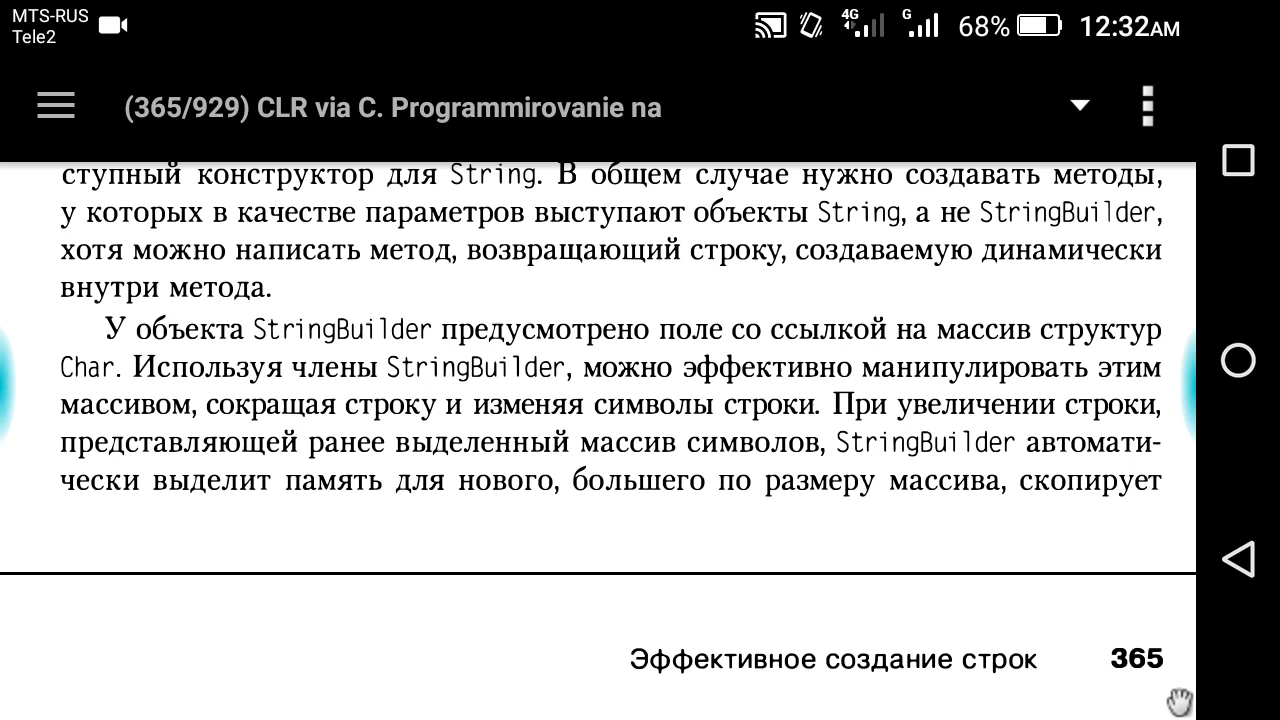 MTS-RUS
Tele2
4G
G
68%
12:32AM
(365/929) CLR via C. Programmirovanie na
ступный конструктор для String. В общем случае нужно создавать методы,
у которых в качестве параметров выступают объекты String, а не StringBuilder,
хотя можно написать метод, возвращающий строку, создаваемую динамически
внутри метода.
У объекта StringBuilder предусмотрено поле со ссылкой на массив структур
Char. Используя члены StringBuilder, можно эффективно манипулировать этим
массивом, сокращая строку и изменяя символы строки. При увеличении строки,
представляющей ранее выделенный массив символов, StringBuilder автомати-
чески выделит память для нового, большего по размеру массива, скопирует
Эффективное создание строк 365